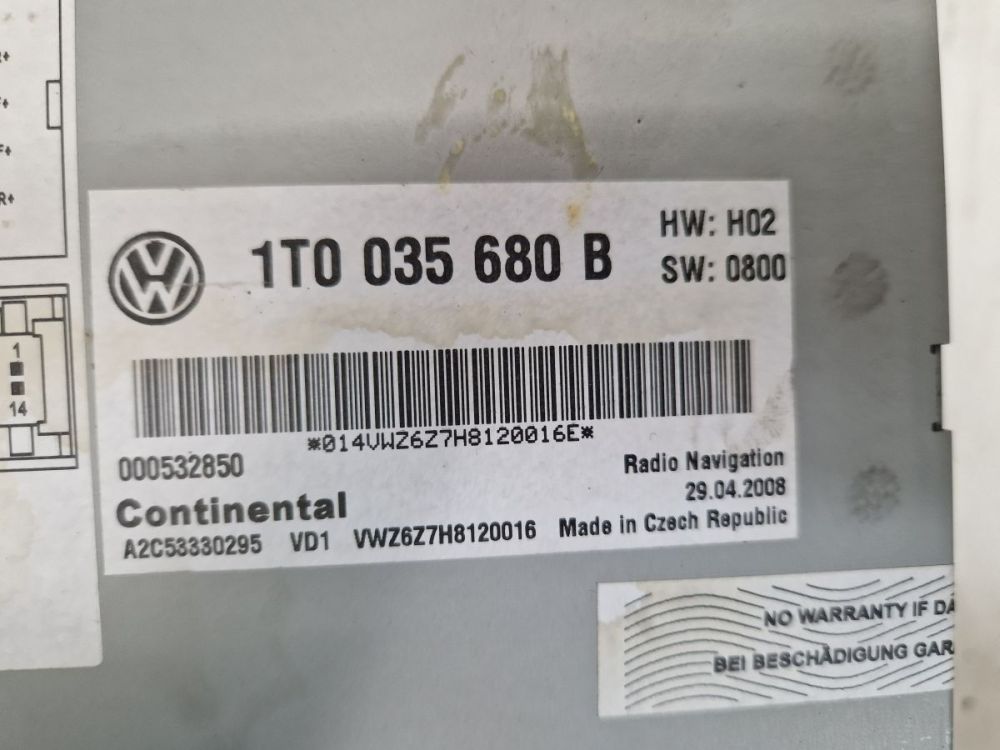 R+
F+
R+
1
14
1T0 035 680 B
HW: H02
SW: 0800
*014VWZ6Z7H8120016E*
000532850
Radio Navigation
29.04.2008
Continental
A2C53330295 VD1 VWZ6Z7H8120016 Made in Czech Republic
NO WARRANTY IF DA
BEI BESCHÄDIGUNG GAR